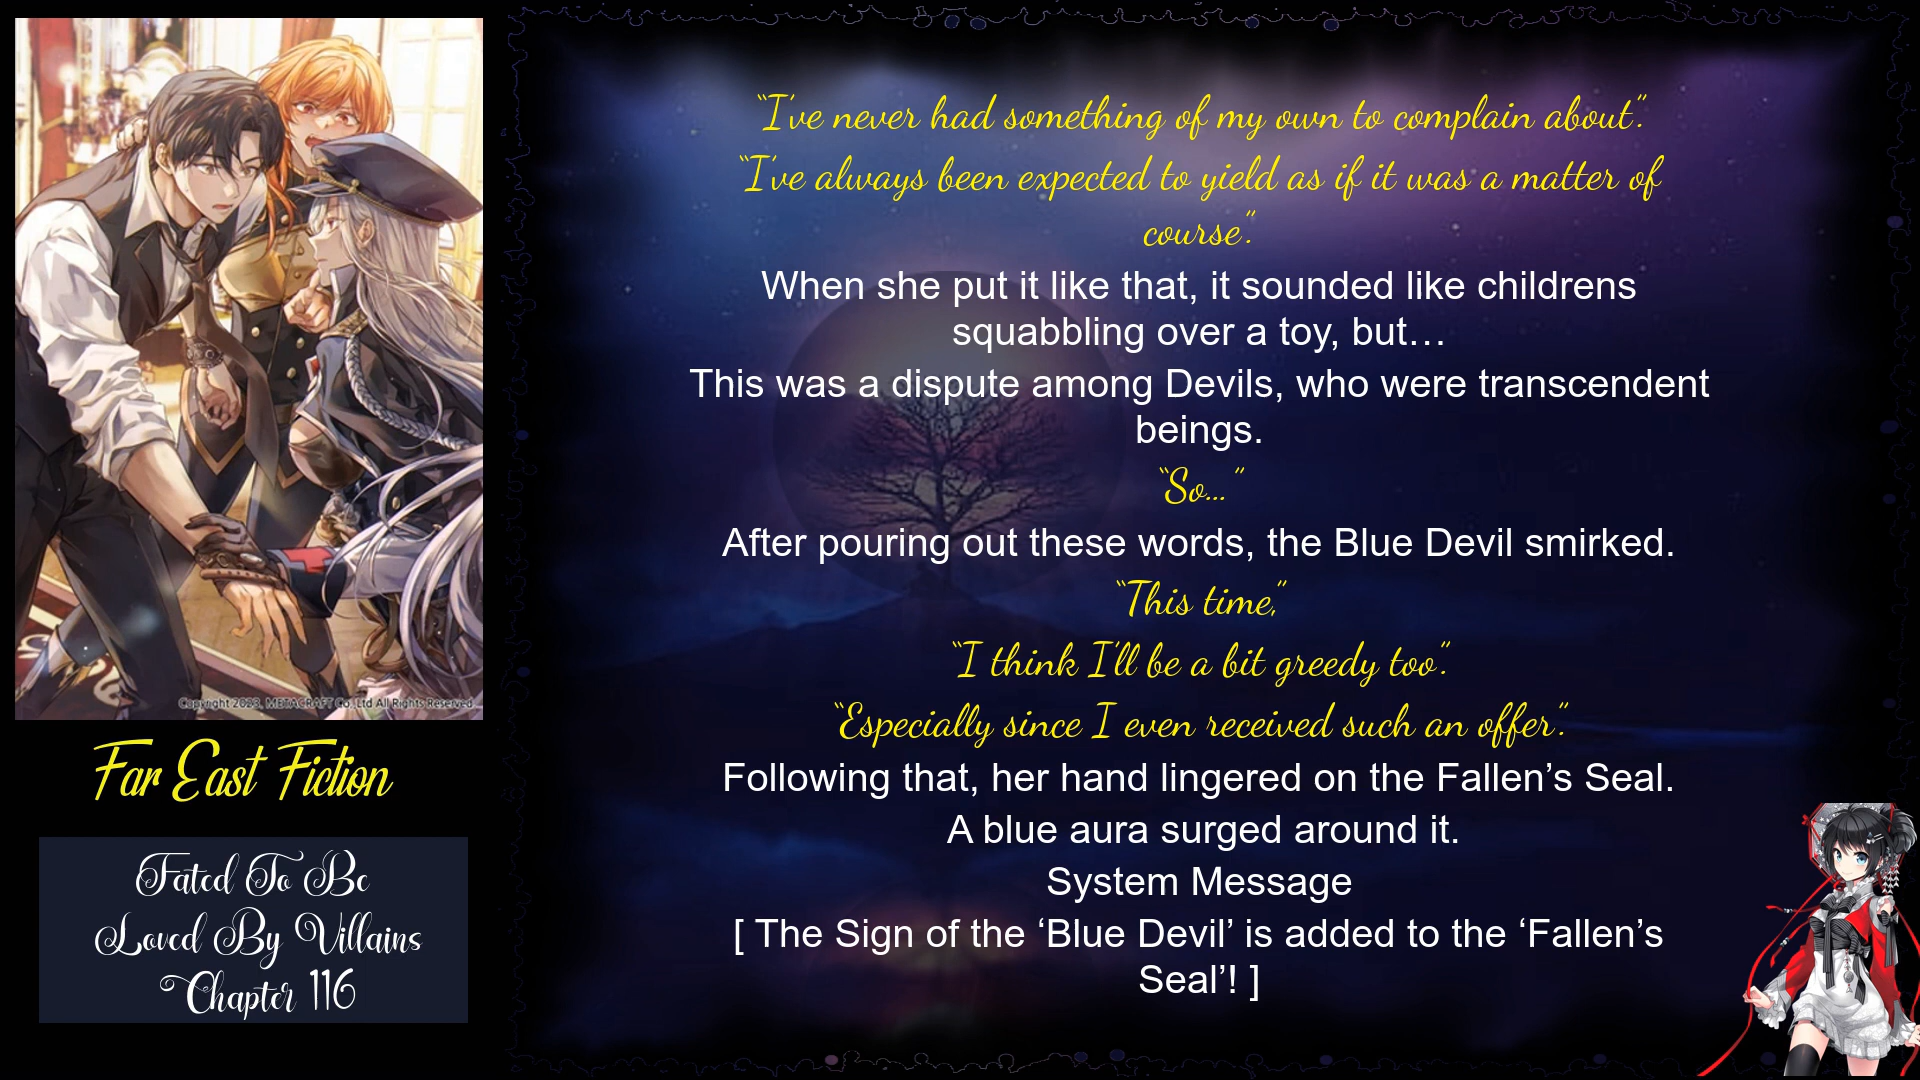 “I’ve never had something of my own to complain about.”
“I’ve always been expected to yield as if it was a matter of
course.”
When she put it like that, it sounded like childrens
squabbling over a toy, but…
This was a dispute among Devils, who were transcendent
beings.
“So…”
After pouring out these words, the Blue Devil smirked.
“This time,”
“I think I’ll be a bit greedy too.”
“Especially since I even received such an offer.”
Following that, her hand lingered on the Fallen’s Seal.
A blue aura surged around it.
System Message
[ The Sign of the ‘Blue Devil’ is added to the ‘Fallen’s
Seal’! ]
Copyright 2023. METACRAFT Co, Ltd All Rights Reserved
Far East Fiction
Fated To Be
Loved By Villains
Chapter 116